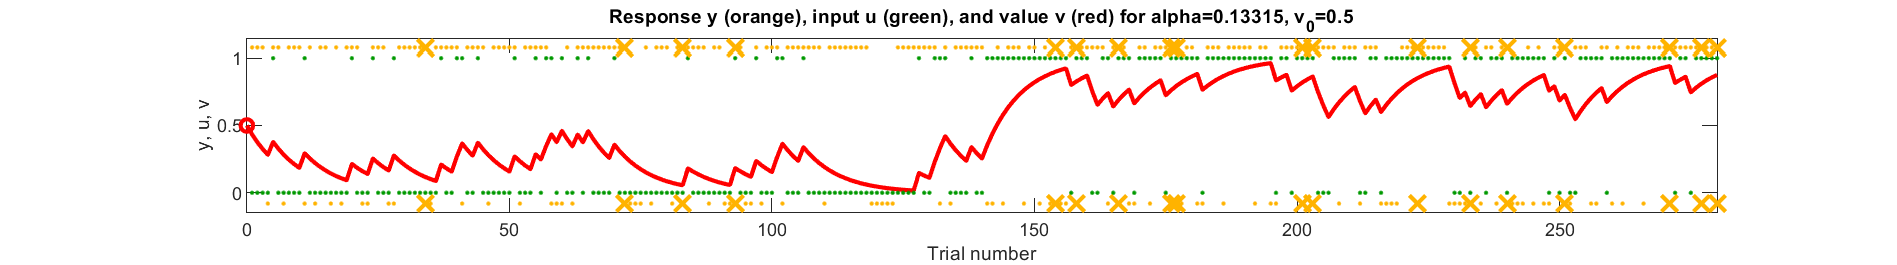 Response y (orange), input u (green), and value v (red) for alpha=0.13315, v0=0.5
y, u, v
1
0.5
0
0 50 100 150 200 250
Trial number